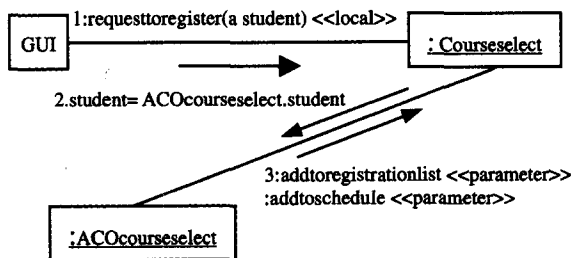 1:requesttoregister(a student) <<local>>
GUI
: Courseselect
2.student= ACOcourseselect.student
3:addtoregistrationlist <<parameter>>
:addtoschedule <<parameter>>
:ACOcourseselect